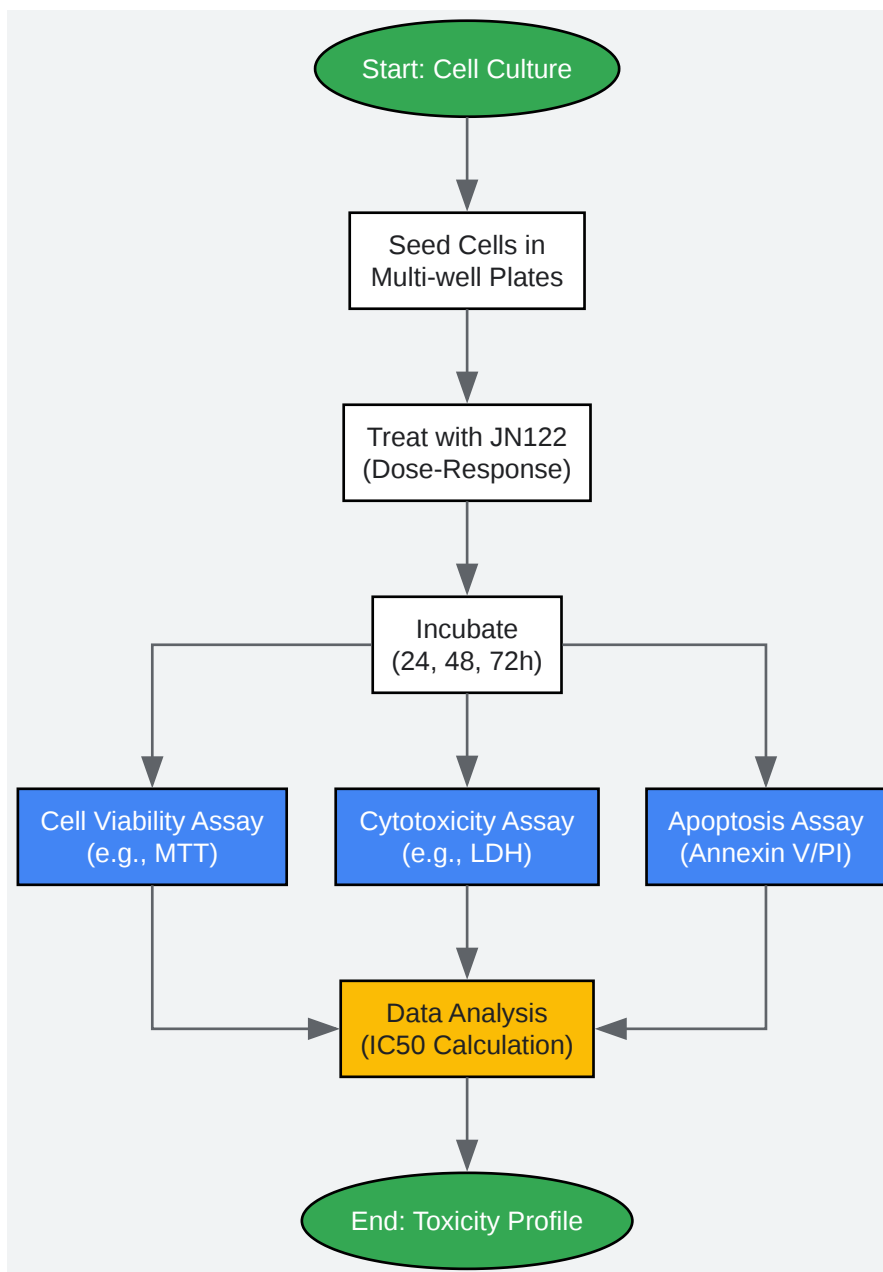 Start: Cell Culture
Seed Cells in
Multi-well Plates
Treat with JN122
(Dose-Response)
Incubate
(24, 48, 72h)
Cell Viability Assay
(e.g., MTT)
Cytotoxicity Assay
(e.g., LDH)
Apoptosis Assay
(Annexin V/PI)
Data Analysis
(IC50 Calculation)
End: Toxicity Profile